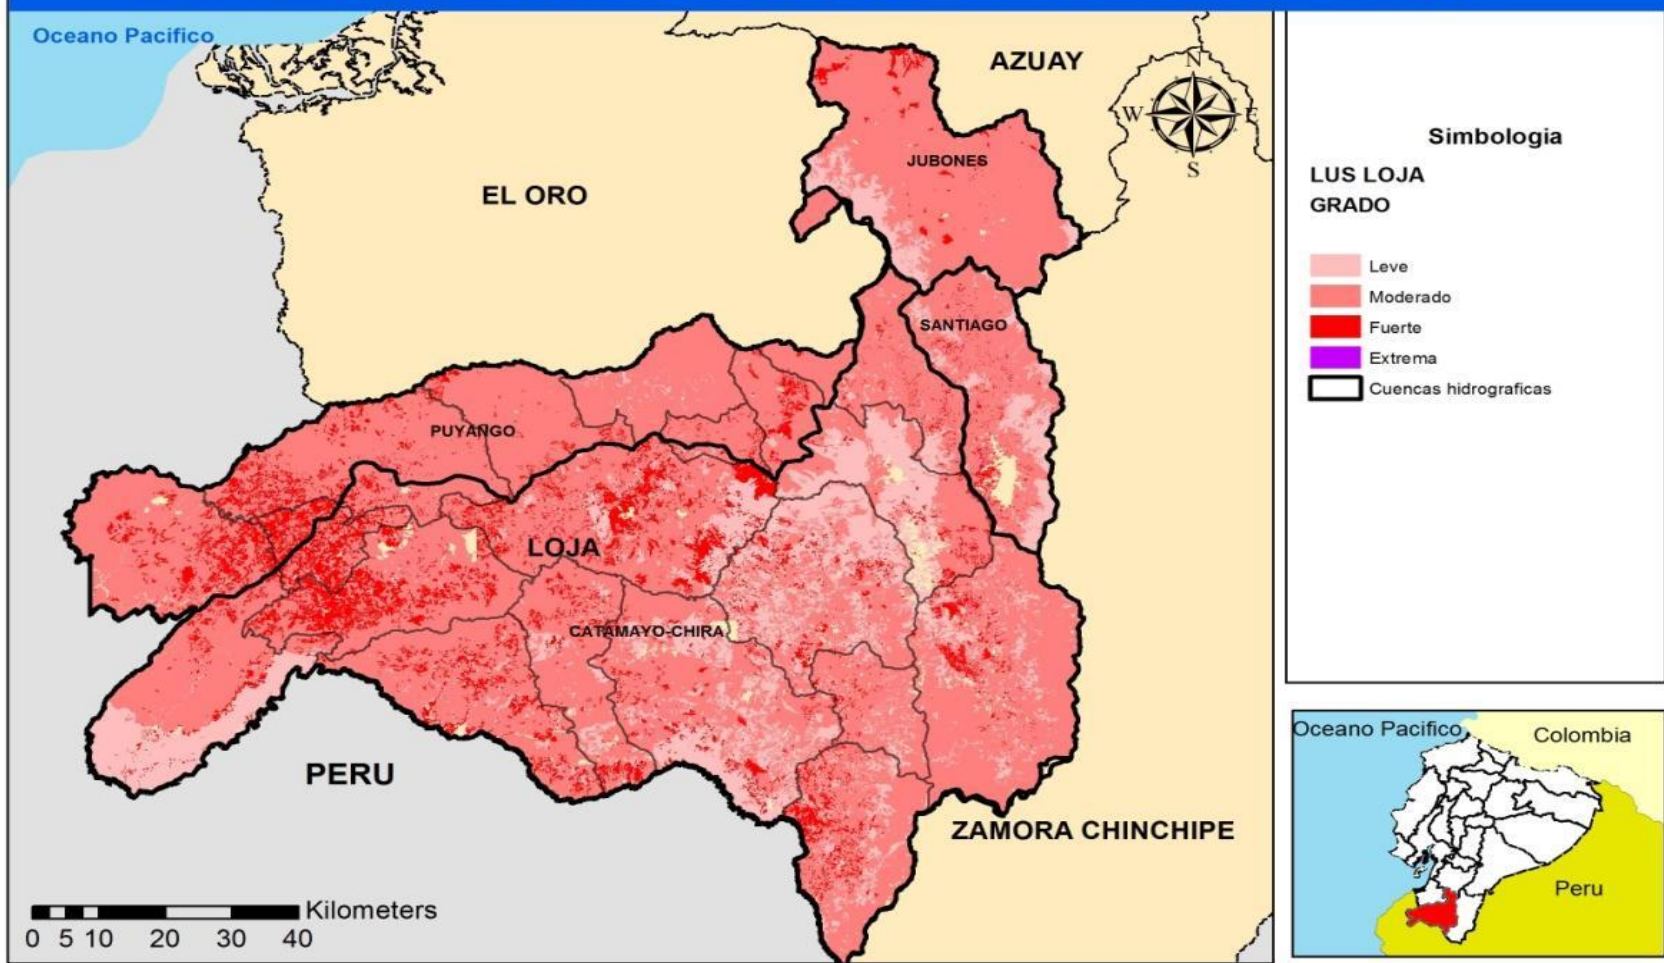 Oceano Pacifico
AZUAY
N
W
E
S
JUBONES
EL ORO
SANTIAGO
PUYANGO
LOJA
CATAMAYO-CHIRA
PERU
ZAMORA CHINCHIPE
Kilometers
0 5 10 20 30 40
Simbologia
LUS LOJA
GRADO
Leve
Moderado
Fuerte
Extrema
Cuencas hidrograficas
Oceano Pacifico
Colombia
Peru